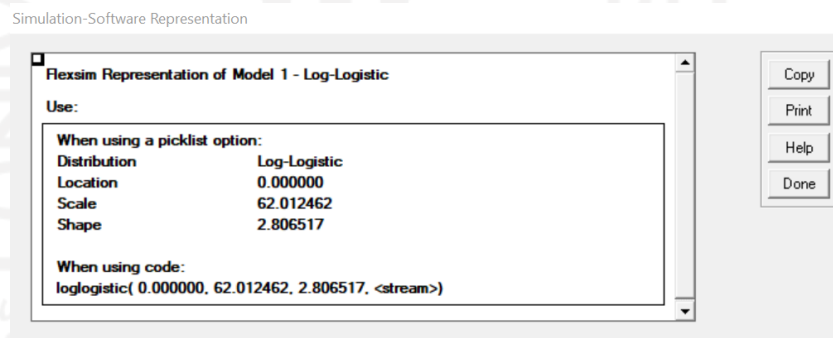 Simulation-Software Representation
Flexsim Representation of Model 1 - Log-Logistic
Use:
When using a picklist option:
Distribution Log-Logistic
Location 0.000000
Scale 62.012462
Shape 2.806517
When using code:
loglogistic( 0.000000, 62.012462, 2.806517, <stream>)
Copy
Print
Help
Done